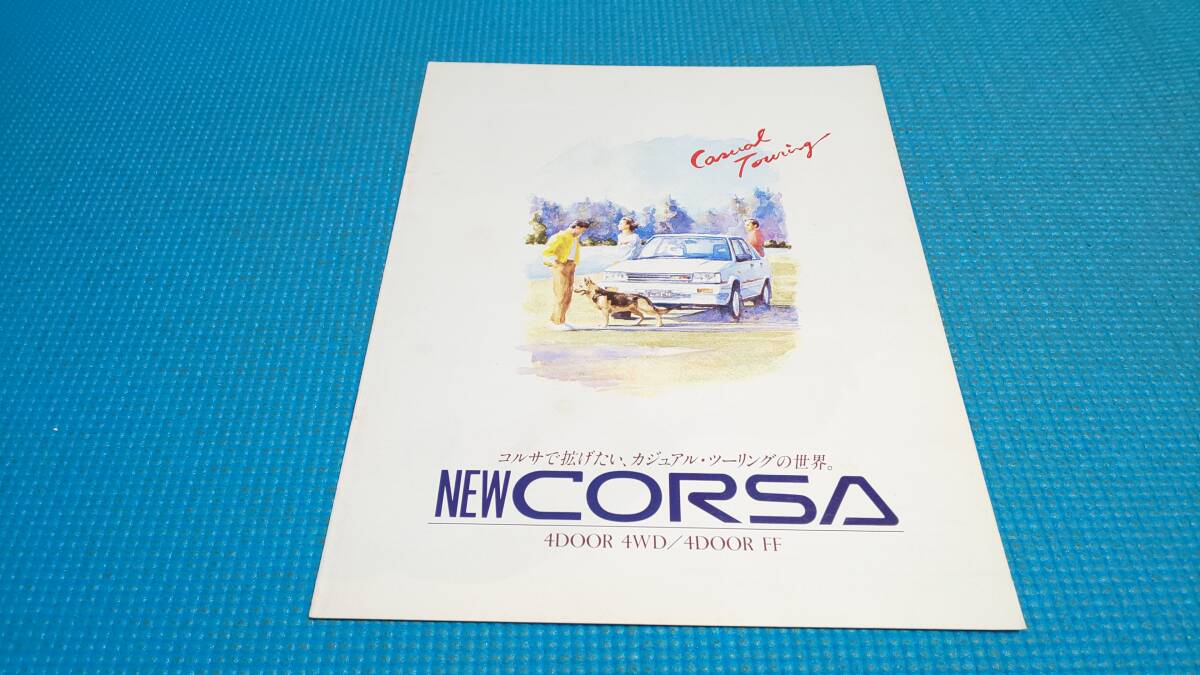 Casual
Touring
コルサで拡げたい、カジュアル・ツーリングの世界。
NEW CORSA
4DOOR 4WD/4DOOR FF